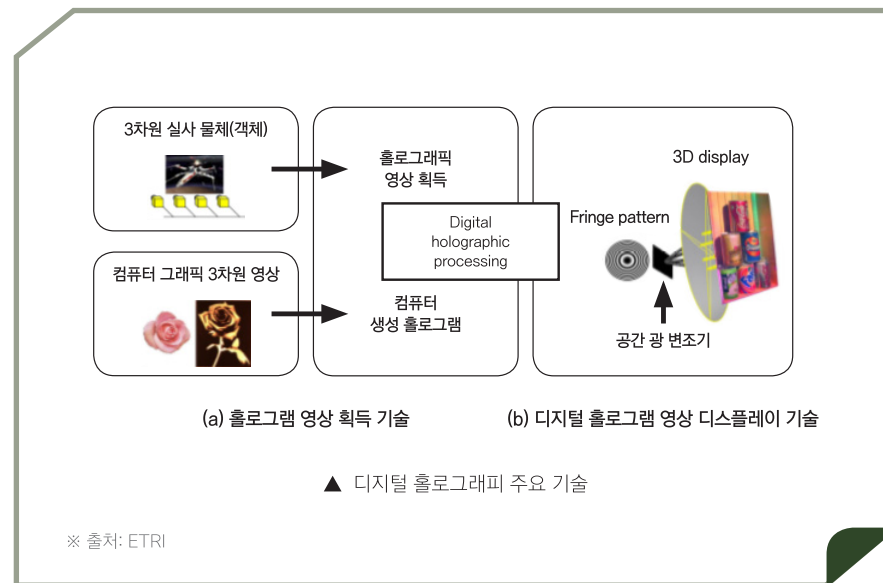 3차원 실사 물체(객체)
컴퓨터 그래픽 3차원 영상
홀로그래픽
영상 획득
Digital
holographic
processing
컴퓨터
생성 홀로그램
3D display
Fringe pattern
공간 광 변조기
(a) 홀로그램 영상 획득 기술
(b) 디지털 홀로그램 영상 디스플레이 기술
▲ 디지털 홀로그래피 주요 기술
※ 출처: ETRI